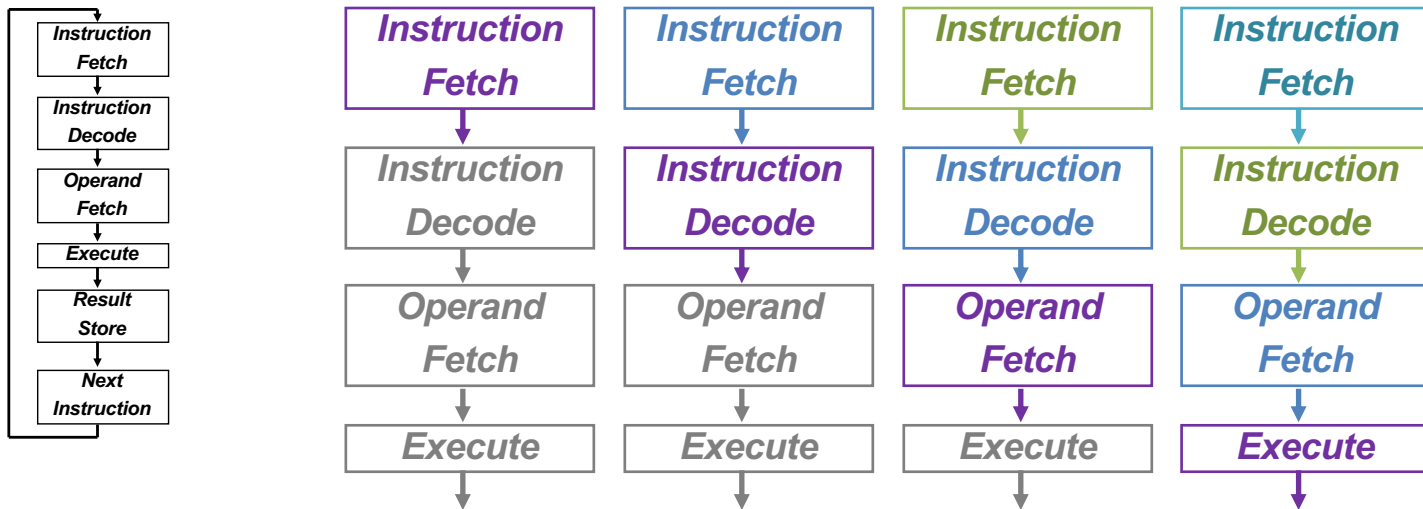 Instruction
Fetch
Instruction
Decode
Operand
Fetch
Execute
Result
Store
Next
Instruction
Instruction
Fetch
Instruction
Decode
Operand
Fetch
Execute
Instruction
Fetch
Instruction
Decode
Operand
Fetch
Execute
Instruction
Fetch
Instruction
Decode
Operand
Fetch
Execute
Instruction
Fetch
Instruction
Decode
Operand
Fetch
Execute